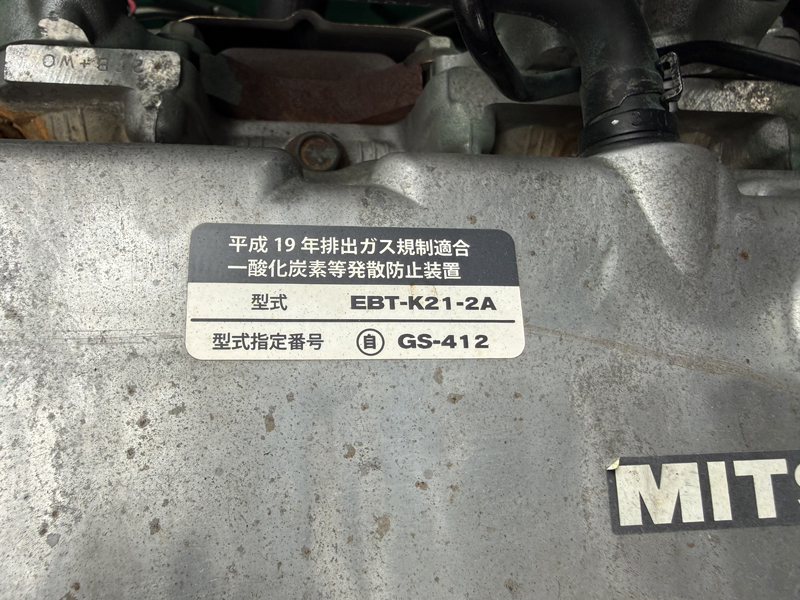 平成19年排出ガス規制適合
一酸化炭素等発散防止装置
型式 EBT-K21-2A
型式指定番号 自 GS-412
MITS